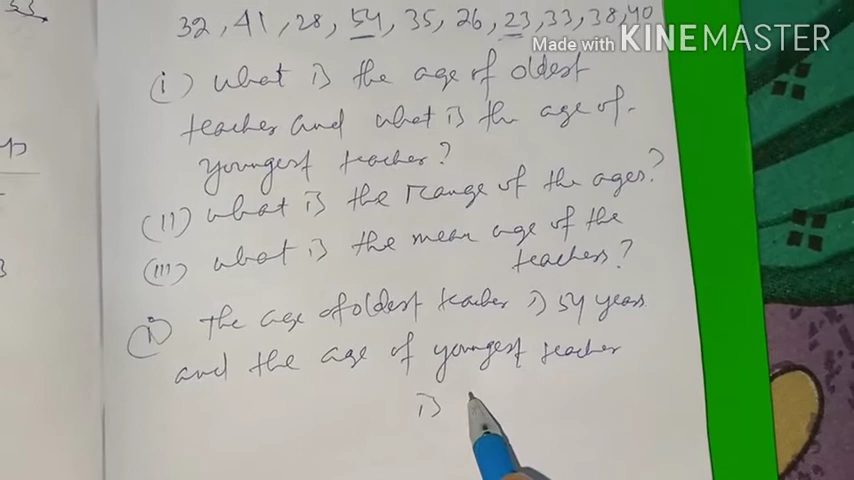 32, 41, 28, 54, 35, 26, 23, 33, 38, 40
Made with KINEMASTER
(i) what is the age of oldest
teacher and what is the age of
youngest teacher?
(II) what is the range of the ages?
(III) what is the mean age of the
teachers?
(i) the age of oldest teacher is 54 years
and the age of youngest teacher
is